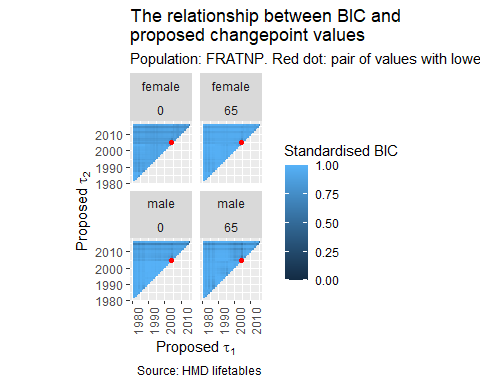 The relationship between BIC and
proposed changepoint values
Population: FRATNP. Red dot: pair of values with lowe
female
female
0
65
male
male
0
65
2010
2000
1990
1980
2010
2000
1990
1980
Proposed τ2
1980
1990
2000
2010
1980
1990
2000
2010
Proposed τ1
Standardised BIC
1.00
0.75
0.50
0.25
0.00
Source: HMD lifetables